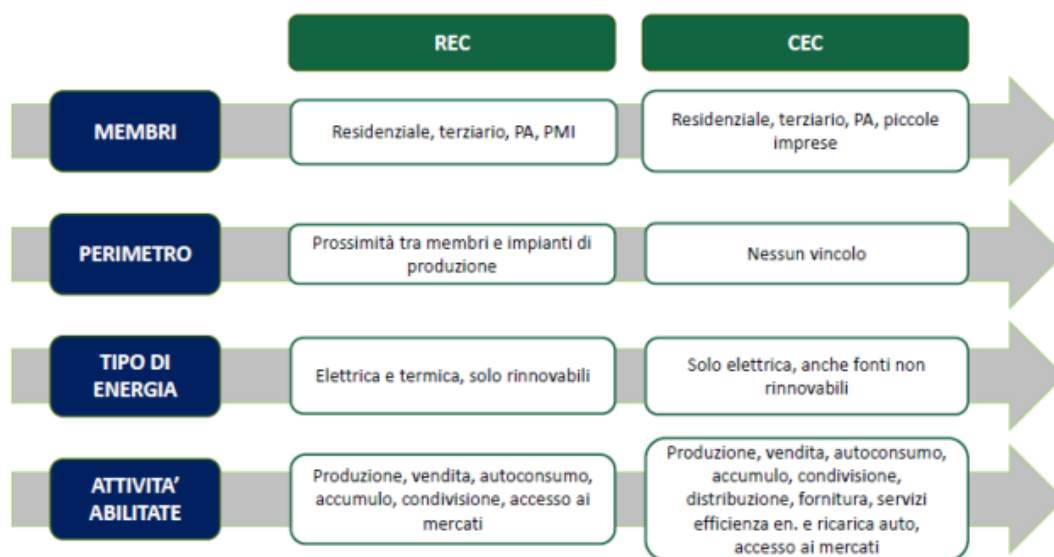 REC
CEC
MEMBRI
Residenziale, terziario, PA, PMI
Residenziale, terziario, PA, piccole
imprese
PERIMETRO
Prossimità tra membri e impianti di
produzione
Nessun vincolo
TIPO DI
ENERGIA
Elettrica e termica, solo rinnovabili
Solo elettrica, anche fonti non
rinnovabili
ATTIVITA'
ABILITATE
Produzione, vendita, autoconsumo,
accumulo, condivisione, accesso ai
mercati
Produzione, vendita, autoconsumo,
accumulo, condivisione,
distribuzione, fornitura, servizi
efficienza en. e ricarica auto,
accesso ai mercati